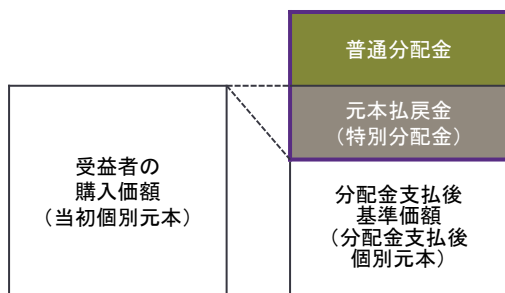 普通分配金
元本払戻金
（特別分配金）
受益者の
購入価額
（当初個別元本）
分配金支払後
基準価額
（分配金支払後
個別元本）